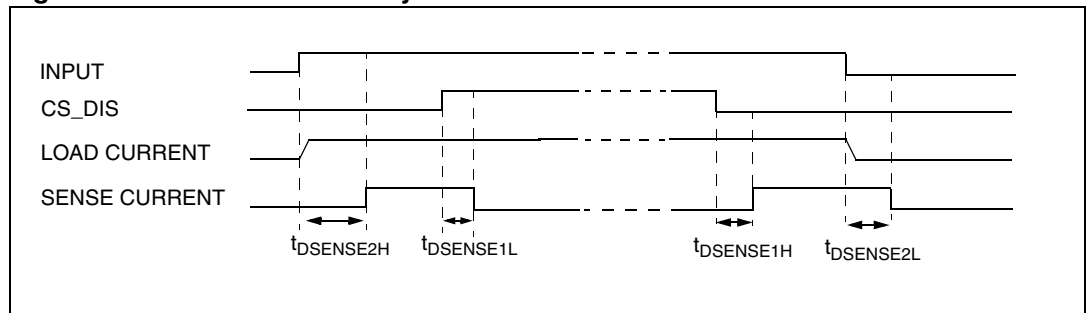 INPUT
CS_DIS
LOAD CURRENT
SENSE CURRENT
tDSENSE2H
tDSENSE1L
tDSENSE1H
tDSENSE2L